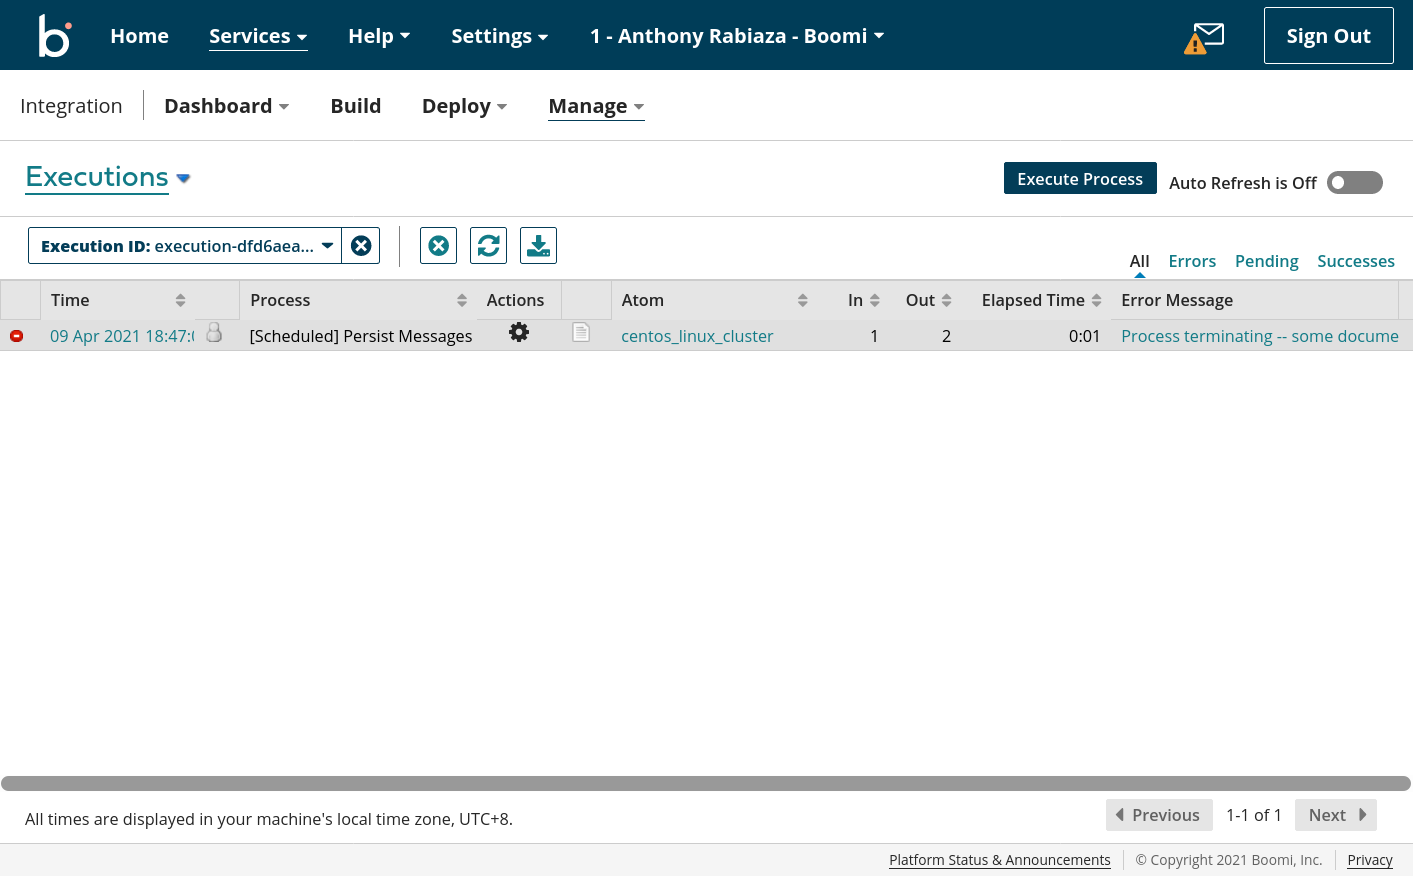 b Home Services Help Settings 1 - Anthony Rabiaza - Boomi Sign Out
Integration Dashboard Build Deploy Manage
Executions Execute Process Auto Refresh is Off
Execution ID: execution-dfd6aea...
All Errors Pending Successes
Time Process Actions Atom In Out Elapsed Time Error Message
09 Apr 2021 18:47:0 [Scheduled] Persist Messages centos_linux_cluster 1 2 0:01 Process terminating -- some docume
All times are displayed in your machine's local time zone, UTC+8. Previous 1-1 of 1 Next
Platform Status & Announcements © Copyright 2021 Boomi, Inc. Privacy